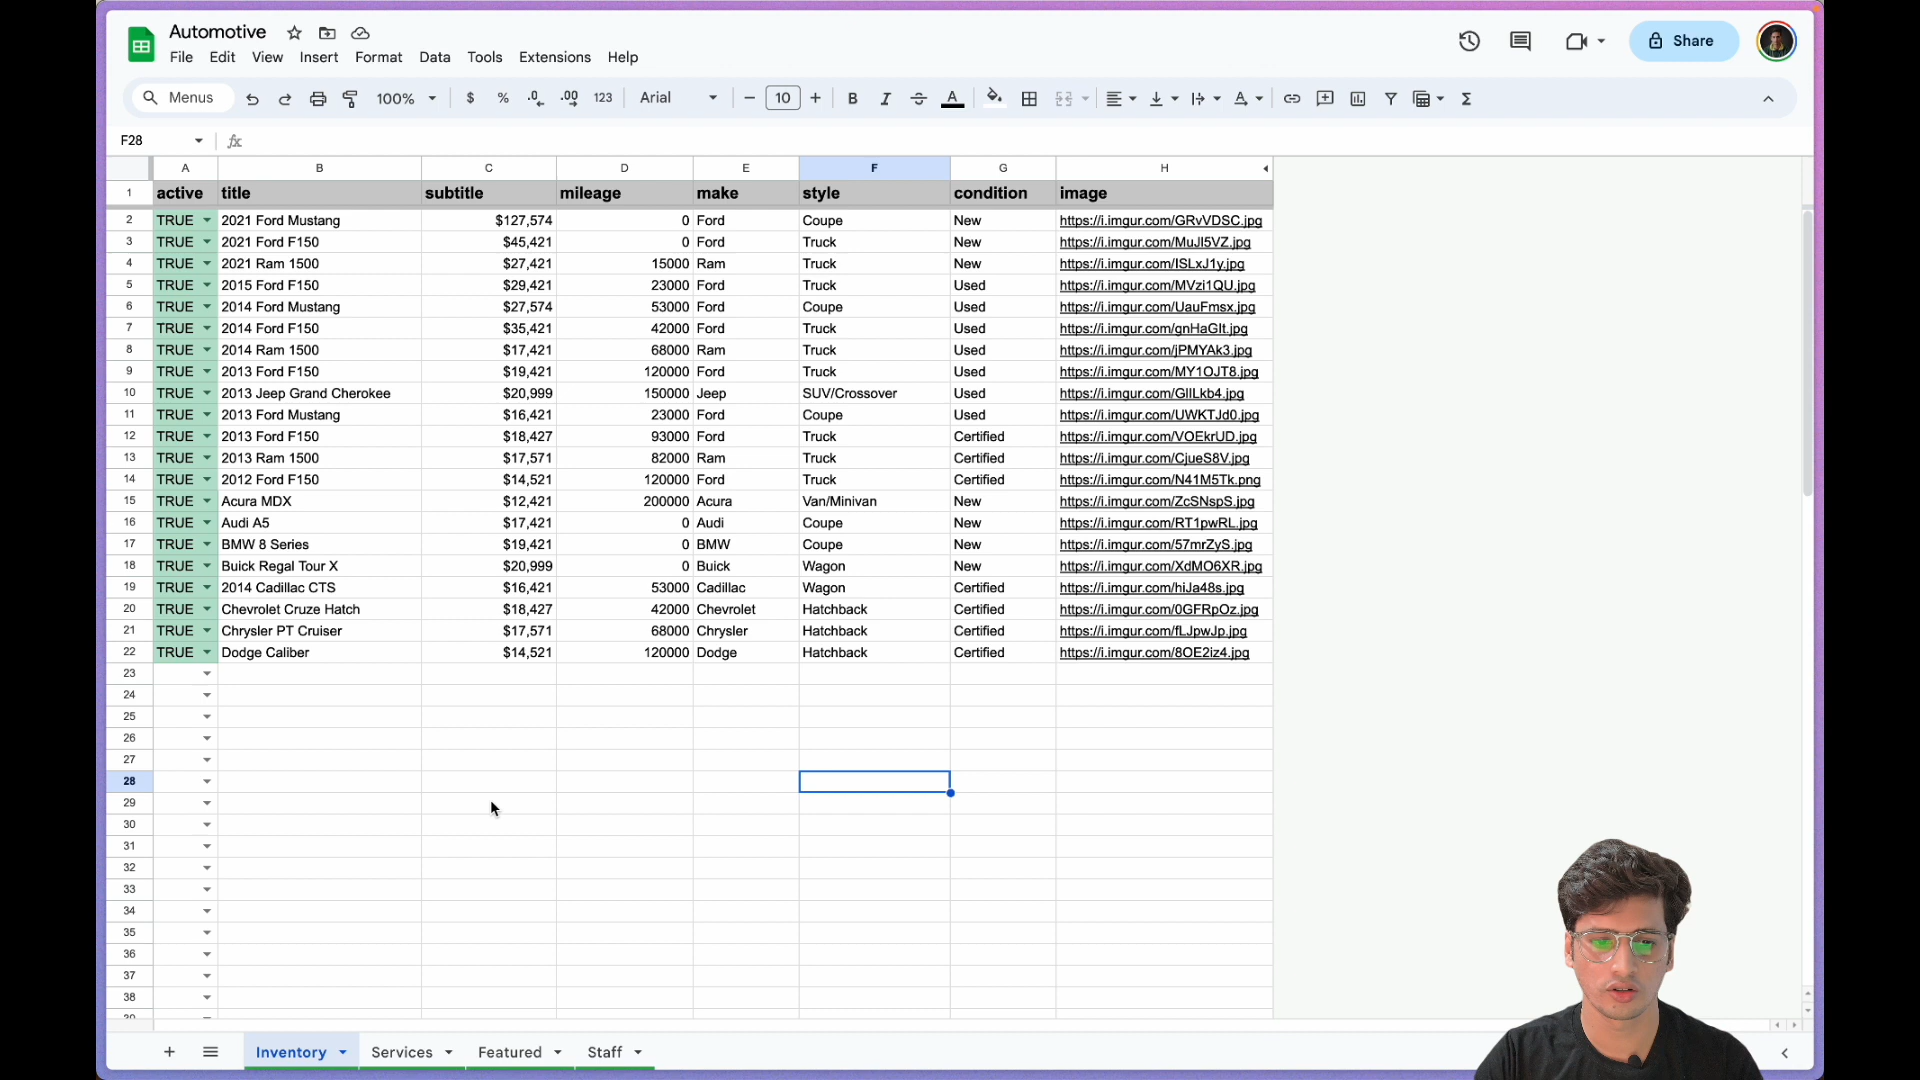 Automotive
File Edit View Insert Format Data Tools Extensions Help
Share
Menus 100% $ % .0 .00 123 Arial 10 B I A
F28 fx
A B C D E F G H
1 active title subtitle mileage make style condition image
2 TRUE 2021 Ford Mustang $127,574 0 Ford Coupe New https://i.imgur.com/GRvVDSC.jpg
3 TRUE 2021 Ford F150 $45,421 0 Ford Truck New https://i.imgur.com/MuJI5VZ.jpg
4 TRUE 2021 Ram 1500 $27,421 15000 Ram Truck New https://i.imgur.com/ISLxJ1y.jpg
5 TRUE 2015 Ford F150 $29,421 23000 Ford Truck Used https://i.imgur.com/MVzi1QU.jpg
6 TRUE 2014 Ford Mustang $27,574 53000 Ford Coupe Used https://i.imgur.com/UauFmsx.jpg
7 TRUE 2014 Ford F150 $35,421 42000 Ford Truck Used https://i.imgur.com/gnHaGIt.jpg
8 TRUE 2014 Ram 1500 $17,421 68000 Ram Truck Used https://i.imgur.com/jPMYAk3.jpg
9 TRUE 2013 Ford F150 $19,421 120000 Ford Truck Used https://i.imgur.com/MY1OJT8.jpg
10 TRUE 2013 Jeep Grand Cherokee $20,999 150000 Jeep SUV/Crossover Used https://i.imgur.com/GIlLkb4.jpg
11 TRUE 2013 Ford Mustang $16,421 23000 Ford Coupe Used https://i.imgur.com/UWKTJd0.jpg
12 TRUE 2013 Ford F150 $18,427 93000 Ford Truck Certified https://i.imgur.com/VOEkrUD.jpg
13 TRUE 2013 Ram 1500 $17,571 82000 Ram Truck Certified https://i.imgur.com/CjueS8V.jpg
14 TRUE 2012 Ford F150 $14,521 120000 Ford Truck Certified https://i.imgur.com/N41M5Tk.png
15 TRUE Acura MDX $12,421 200000 Acura Van/Minivan New https://i.imgur.com/ZcSNspS.jpg
16 TRUE Audi A5 $17,421 0 Audi Coupe New https://i.imgur.com/RT1pwRL.jpg
17 TRUE BMW 8 Series $19,421 0 BMW Coupe New https://i.imgur.com/57mrZyS.jpg
18 TRUE Buick Regal Tour X $20,999 0 Buick Wagon New https://i.imgur.com/XdMO6XR.jpg
19 TRUE 2014 Cadillac CTS $16,421 53000 Cadillac Wagon Certified https://i.imgur.com/hiJa48s.jpg
20 TRUE Chevrolet Cruze Hatch $18,427 42000 Chevrolet Hatchback Certified https://i.imgur.com/0GFRpOz.jpg
21 TRUE Chrysler PT Cruiser $17,571 68000 Chrysler Hatchback Certified https://i.imgur.com/fLJpwJp.jpg
22 TRUE Dodge Caliber $14,521 120000 Dodge Hatchback Certified https://i.imgur.com/8OE2iz4.jpg
23
24
25
26
27
28
29
30
31
32
33
34
35
36
37
38
39
Inventory Services Featured Staff